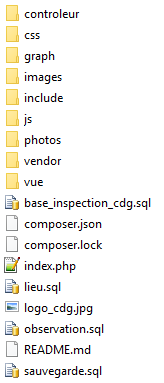 controleur
css
graph
images
include
js
photos
vendor
vue
base_inspection_cdg.sql
composer.json
composer.lock
index.php
lieu.sql
logo_cdg.jpg
observation.sql
README.md
sauvegarde.sql